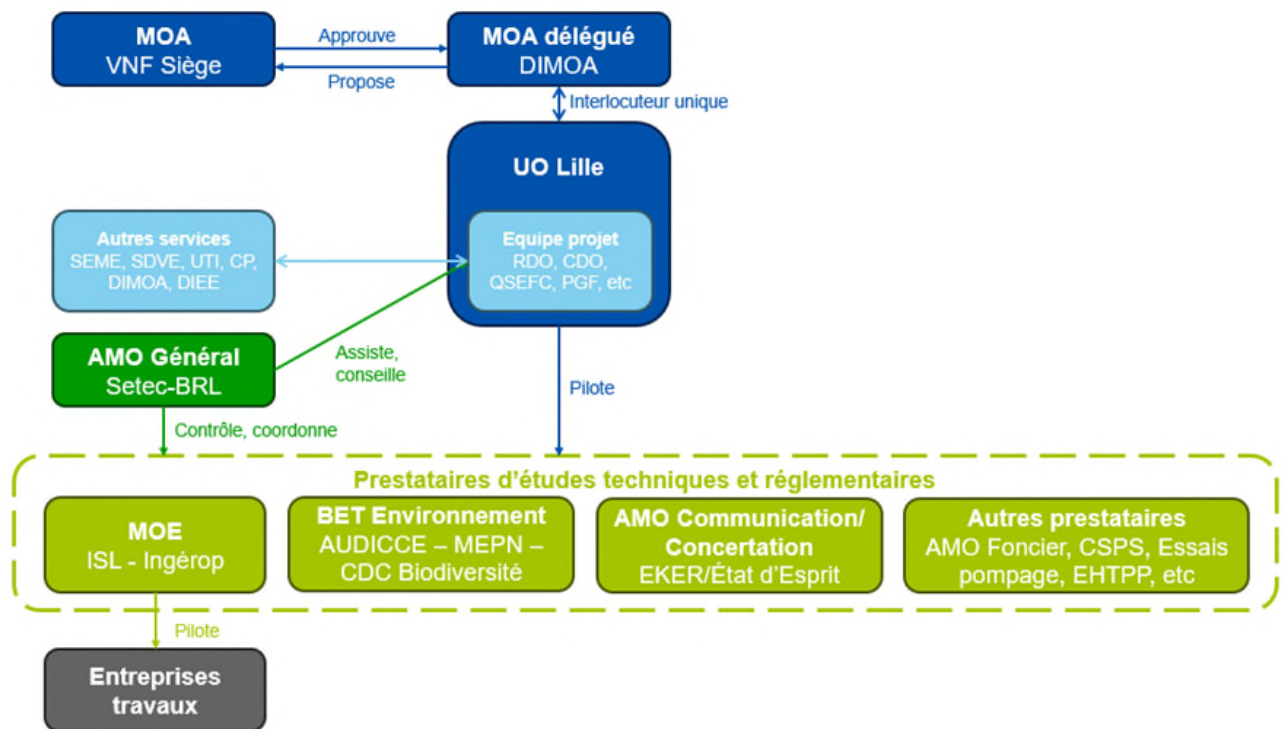 MOA
VNF Siège
Approuve
Propose
MOA délégué
DIMOA
Interlocuteur unique
UO Lille
Autres services
SEME, SDVE, UTI, CP,
DIMOA, DIEE
Equipe projet
RDO, CDO,
QSEFC, PGF, etc
AMO Général
Setec-BRL
Assiste,
conseille
Pilote
Contrôle, coordonne
Prestataires d'études techniques et réglementaires
MOE
ISL - Ingérop
BET Environnement
AUDICCE – MEPN –
CDC Biodiversité
AMO Communication/
Concertation
EKER/État d'Esprit
Autres prestataires
AMO Foncier, CSPS, Essais
pompage, EHTPP, etc
Pilote
Entreprises
travaux